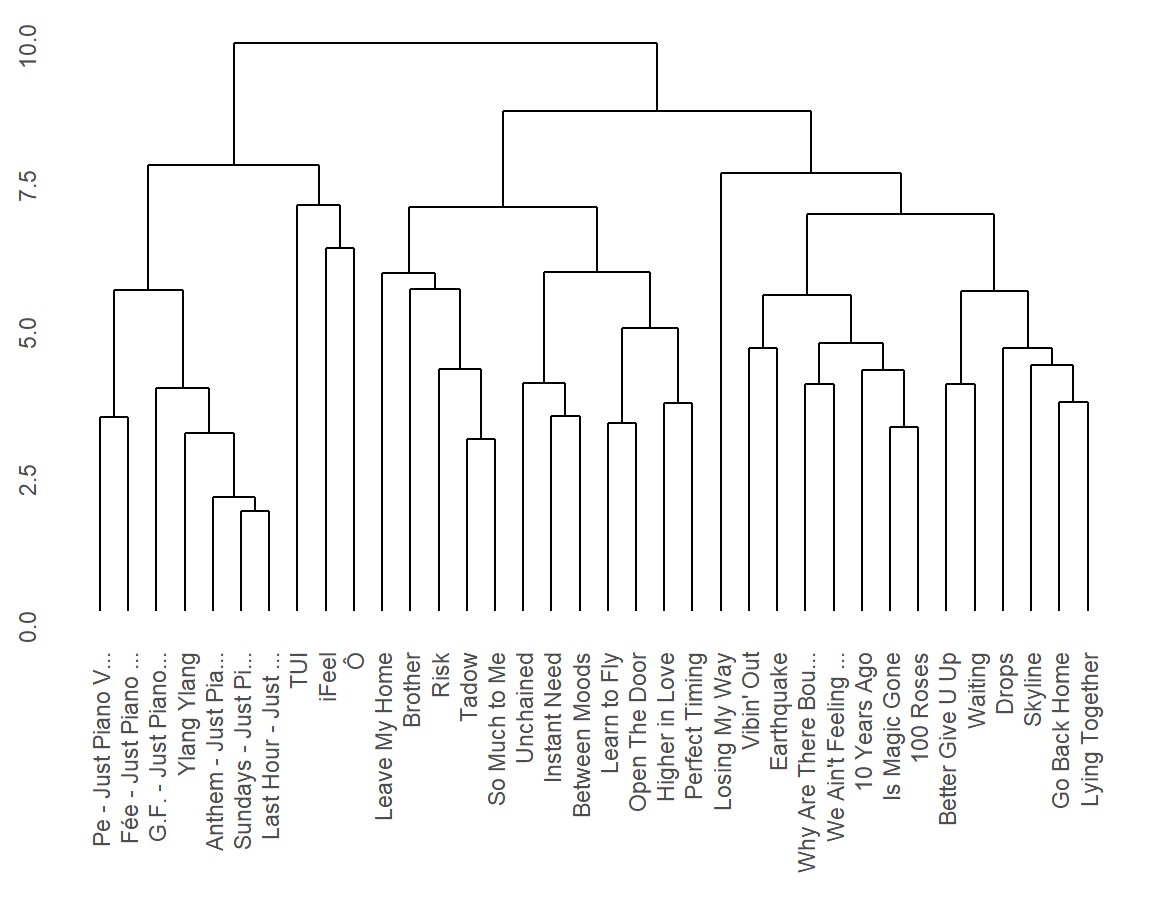 10.0
7.5
5.0
2.5
0.0
Pe - Just Piano V...
Fée - Just Piano ...
G.F. - Just Piano...
Ylang Ylang
Anthem - Just Pia...
Sundays - Just Pi...
Last Hour - Just ...
TUI
iFeel
Ô
Leave My Home
Brother
Risk
Tadow
So Much to Me
Unchained
Instant Need
Between Moods
Learn to Fly
Open The Door
Higher in Love
Perfect Timing
Losing My Way
Vibin' Out
Earthquake
Why Are There Bou...
We Ain't Feeling ...
10 Years Ago
Is Magic Gone
100 Roses
Better Give U Up
Waiting
Drops
Skyline
Go Back Home
Lying Together